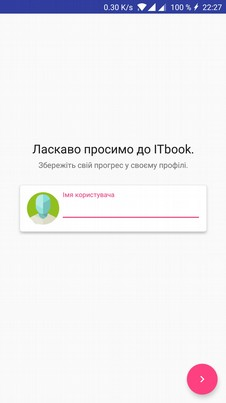 0.30 K/s 100 % 22:27
Ласкаво просимо до ITbook.
Збережіть свій прогрес у своєму профілі.
Імя користувача